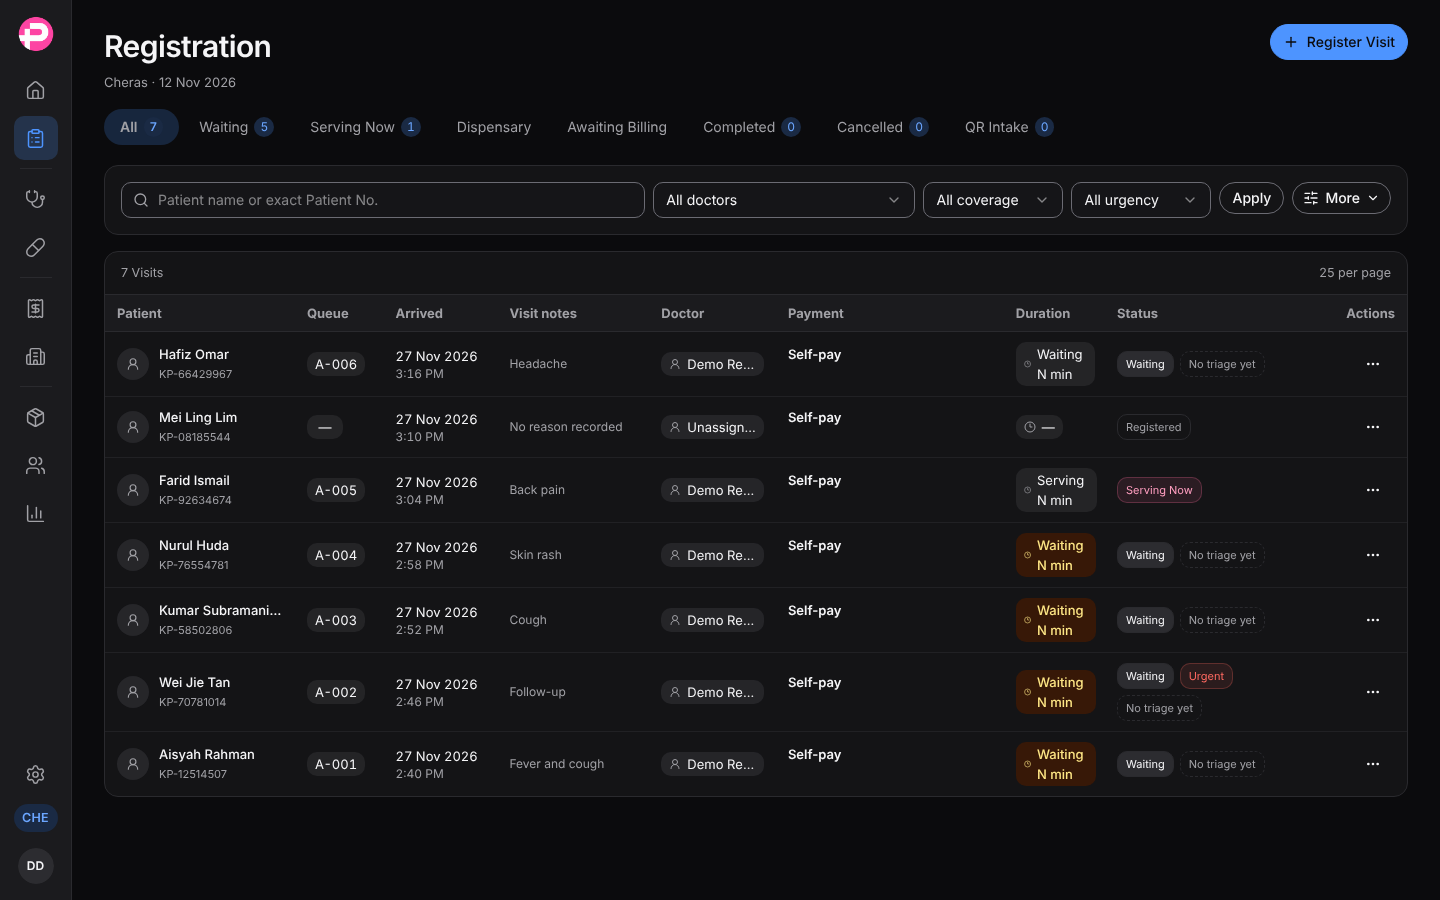 Registration
Register Visit
Cheras · 12 Nov 2026
All 7 Waiting 5 Serving Now 1 Dispensary Awaiting Billing Completed 0 Cancelled 0 QR Intake 0
Patient name or exact Patient No. All doctors All coverage All urgency Apply More
7 Visits 25 per page
Patient Queue Arrived Visit notes Doctor Payment Duration Status Actions
Hafiz Omar
KP-66429967
A-006
27 Nov 2026
3:16 PM
Headache
Demo Re...
Self-pay
Waiting
N min
Waiting
No triage yet
Mei Ling Lim
KP-08185544
—
27 Nov 2026
3:10 PM
No reason recorded
Unassign...
Self-pay
—
Registered
Farid Ismail
KP-92634674
A-005
27 Nov 2026
3:04 PM
Back pain
Demo Re...
Self-pay
Serving
N min
Serving Now
Nurul Huda
KP-76554781
A-004
27 Nov 2026
2:58 PM
Skin rash
Demo Re...
Self-pay
Waiting
N min
Waiting
No triage yet
Kumar Subramani...
KP-58502806
A-003
27 Nov 2026
2:52 PM
Cough
Demo Re...
Self-pay
Waiting
N min
Waiting
No triage yet
Wei Jie Tan
KP-70781014
A-002
27 Nov 2026
2:46 PM
Follow-up
Demo Re...
Self-pay
Waiting
N min
Waiting
Urgent
No triage yet
Aisyah Rahman
KP-12514507
A-001
27 Nov 2026
2:40 PM
Fever and cough
Demo Re...
Self-pay
Waiting
N min
Waiting
No triage yet
CHE
DD